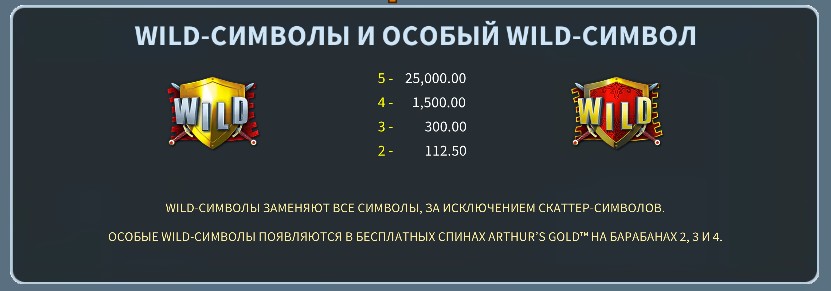 WILD-СИМВОЛЫ И ОСОБЫЙ WILD-СИМВОЛ
WILD
5 - 25,000.00
4 - 1,500.00
3 - 300.00
2 - 112.50
WILD
WILD-СИМВОЛЫ ЗАМЕНЯЮТ ВСЕ СИМВОЛЫ, ЗА ИСКЛЮЧЕНИЕМ СКАТТЕР-СИМВОЛОВ.
ОСОБЫЕ WILD-СИМВОЛЫ ПОЯВЛЯЮТСЯ В БЕСПЛАТНЫХ СПИНАХ ARTHUR'S GOLD™ НА БАРАБАНАХ 2, 3 И 4.